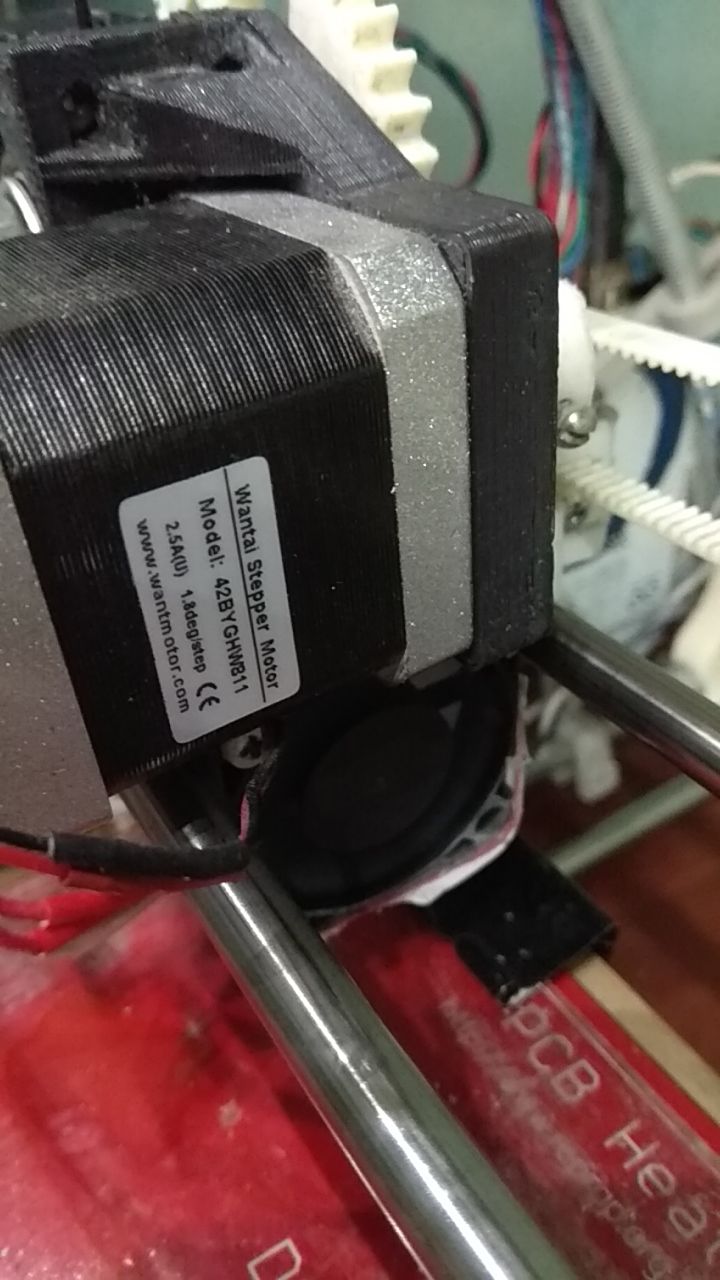 Wantai Stepper Motor
Model: 42BYGHW811
2.5A(U) 1.8deg/step CE
www.wantmotor.com
PCB Hea